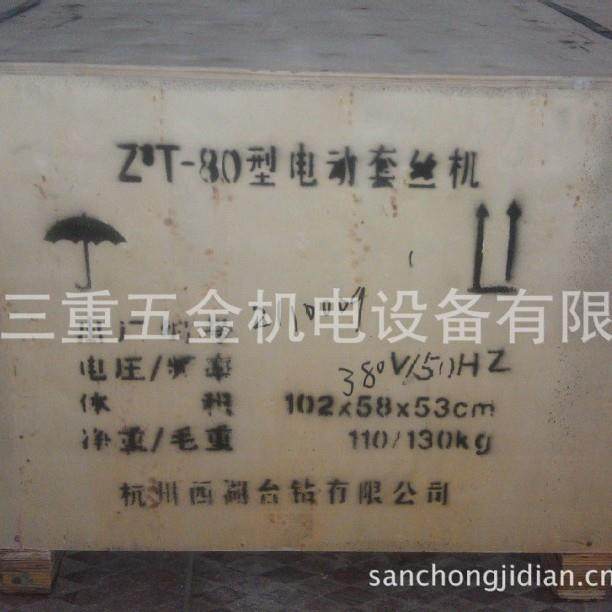 Z3T-80型电动套丝机
三重五金机电设备有限
电压/频率 380V/50HZ
体 积 102x58x53cm
净重/毛重 110/130kg
杭州西湖台钻有限公司
sanchongjidian.cn